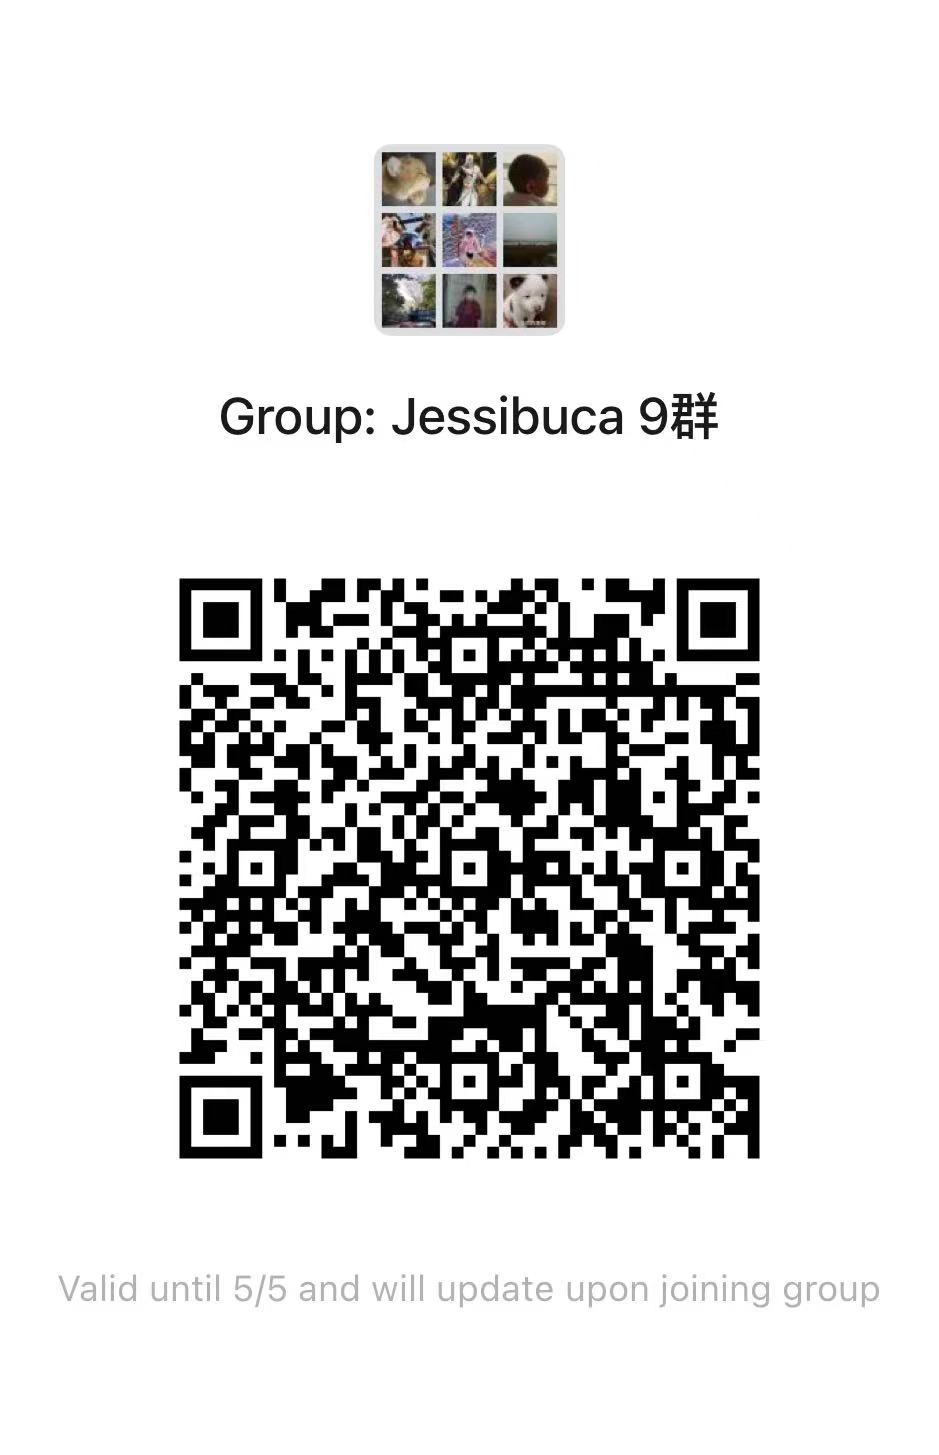 Group: Jessibuca 9群
Valid until 5/5 and will update upon joining group